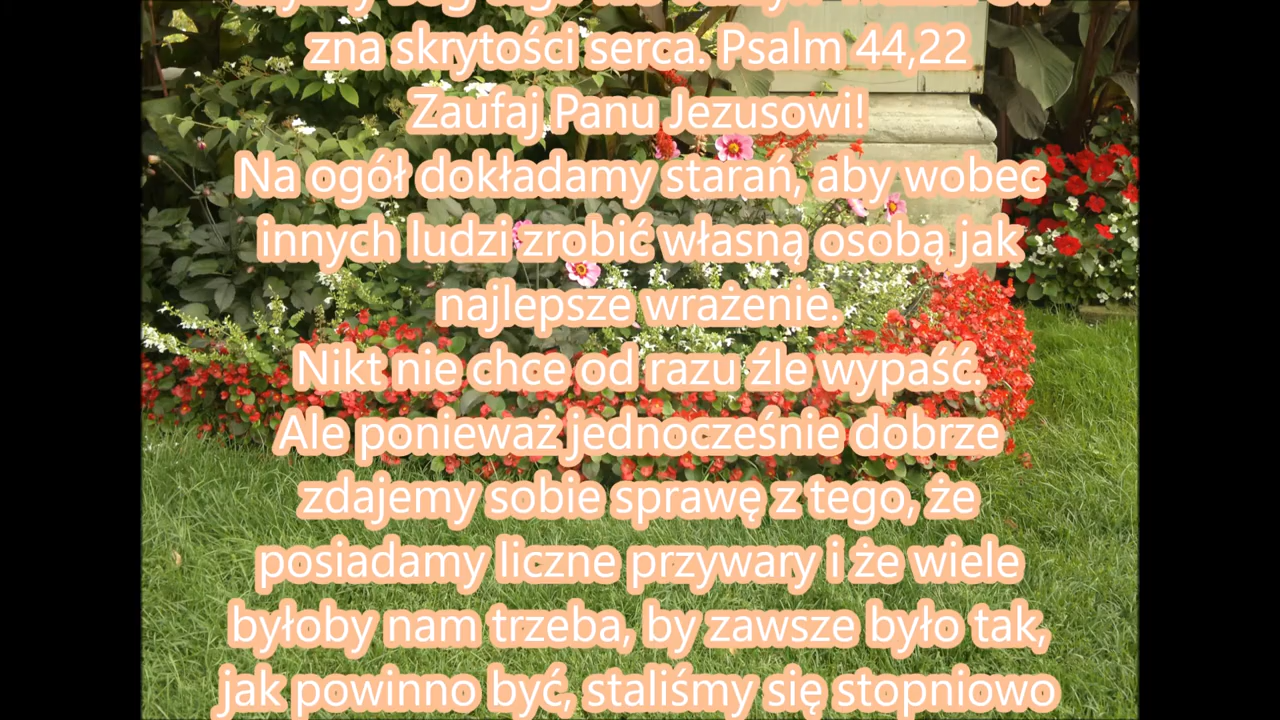 zna skrytości serca. Psalm 44,22
Zaufaj Panu Jezusowi!
Na ogół dokładamy starań, aby wobec
innych ludzi zrobić własną osobą jak
najlepsze wrażenie.
Nikt nie chce od razu źle wypaść.
Ale ponieważ jednocześnie dobrze
zdajemy sobie sprawę z tego, że
posiadamy liczne przywary i że wiele
byłoby nam trzeba, by zawsze było tak,
jak powinno być, staliśmy się stopniowo